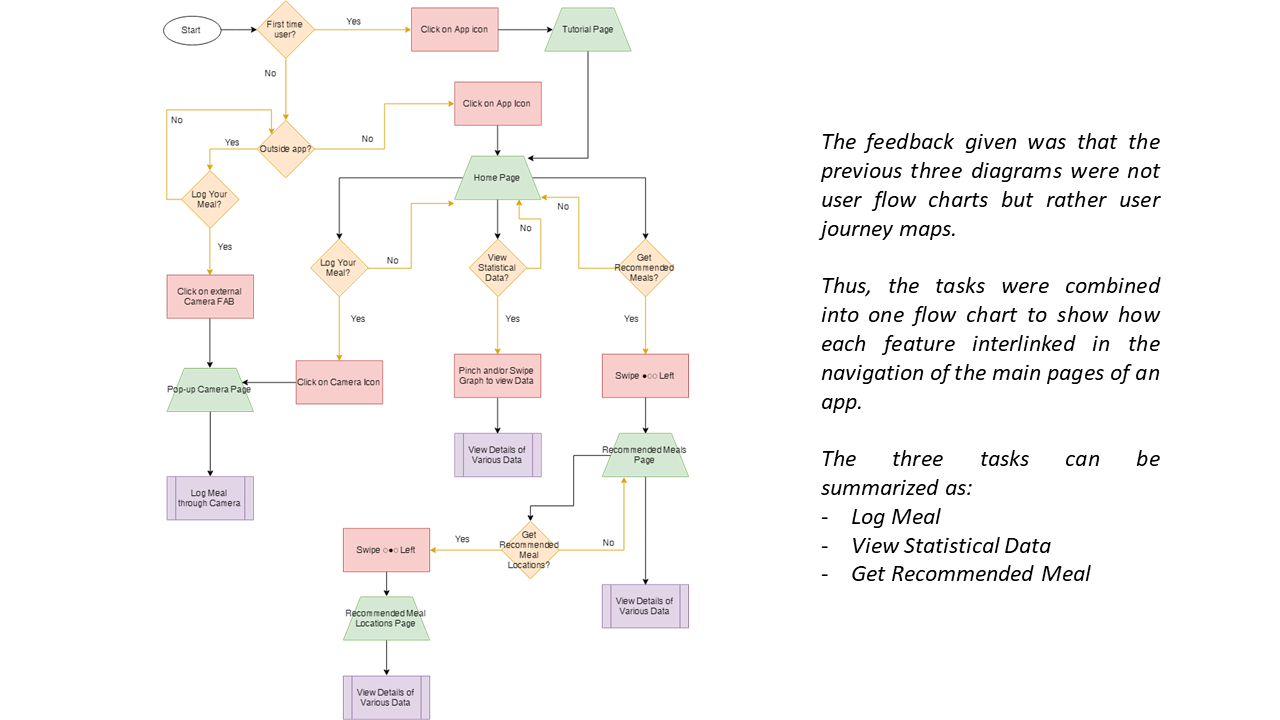 Start
First time
user?
Yes
Click on App icon
Tutorial Page
No
Click on App Icon
No
Yes
Outside app?
No
Log Your
Meal?
Home Page
No
No
Yes
Log Your
Meal?
No
View
Statistical
Data?
Get
Recommended
Meals?
Click on external
Camera FAB
Yes
Yes
Yes
Pop-up Camera Page
Click on Camera Icon
Pinch and/or Swipe
Graph to view Data
Swipe ●○○ Left
Log Meal
through Camera
View Details of
Various Data
Recommended Meals
Page
Swipe ○●○ Left
Yes
Get
Recommended
Meal
Locations?
No
Recommended Meal
Locations Page
View Details of
Various Data
View Details of
Various Data
The feedback given was that the
previous three diagrams were not
user flow charts but rather user
journey maps.
Thus, the tasks were combined
into one flow chart to show how
each feature interlinked in the
navigation of the main pages of an
app.
The three tasks can be
summarized as:
- Log Meal
- View Statistical Data
- Get Recommended Meal